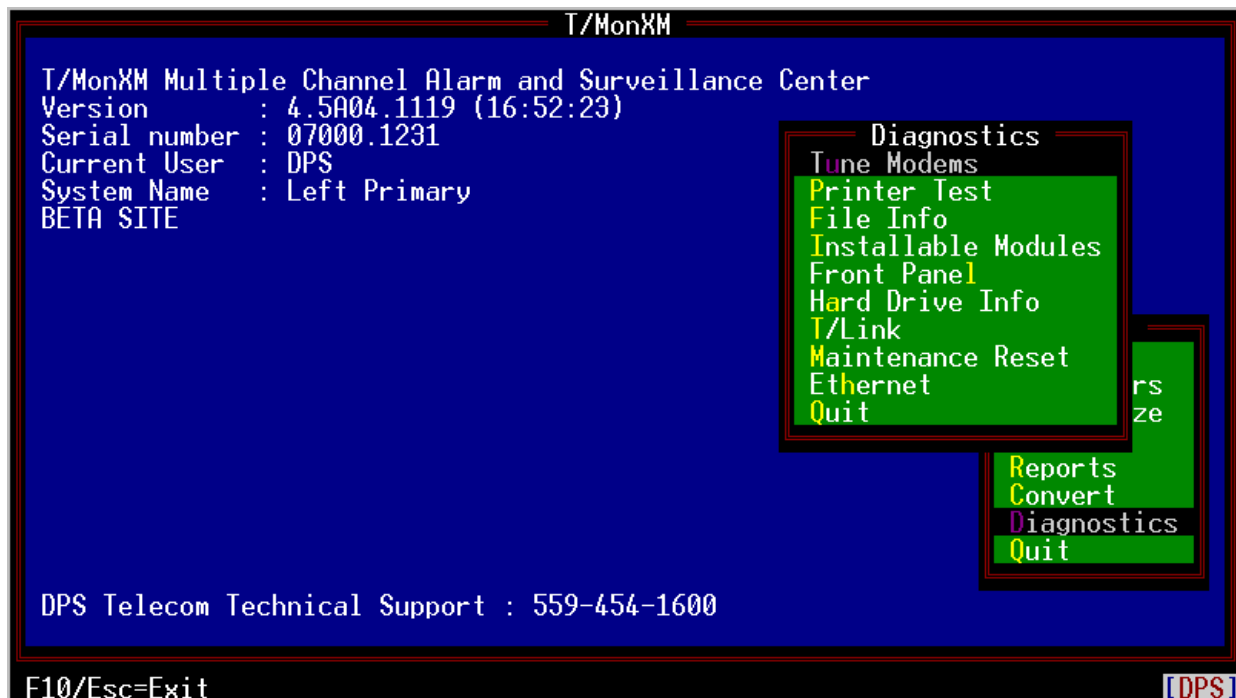 T/MonXM
T/MonXM Multiple Channel Alarm and Surveillance Center
Version : 4.5A04.1119 (16:52:23)
Serial number : 07000.1231
Current User : DPS
System Name : Left Primary
BETA SITE
Diagnostics
Tune Modems
Printer Test
File Info
Installable Modules
Front Panel
Hard Drive Info
T/Link
Maintenance Reset
Ethernet
Quit
rs
ze
Reports
Convert
Diagnostics
Quit
DPS Telecom Technical Support : 559-454-1600
F10/Esc=Exit [DPS]